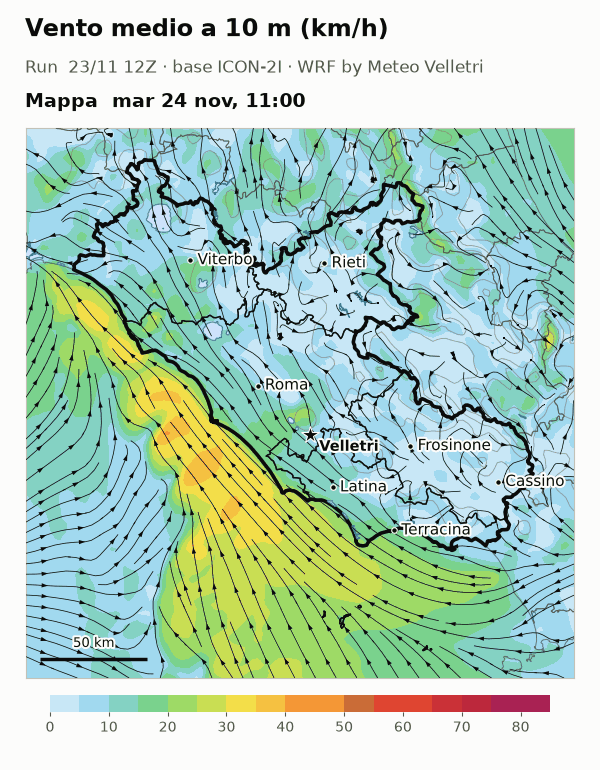 Vento medio a 10 m (km/h)
Run  23/11 12Z · base ICON-2I · WRF by Meteo Velletri
Mappa  mar 24 nov, 11:00
Viterbo
Rieti
Roma
Velletri
Frosinone
Latina
Cassino
Terracina
50 km
0 10 20 30 40 50 60 70 80